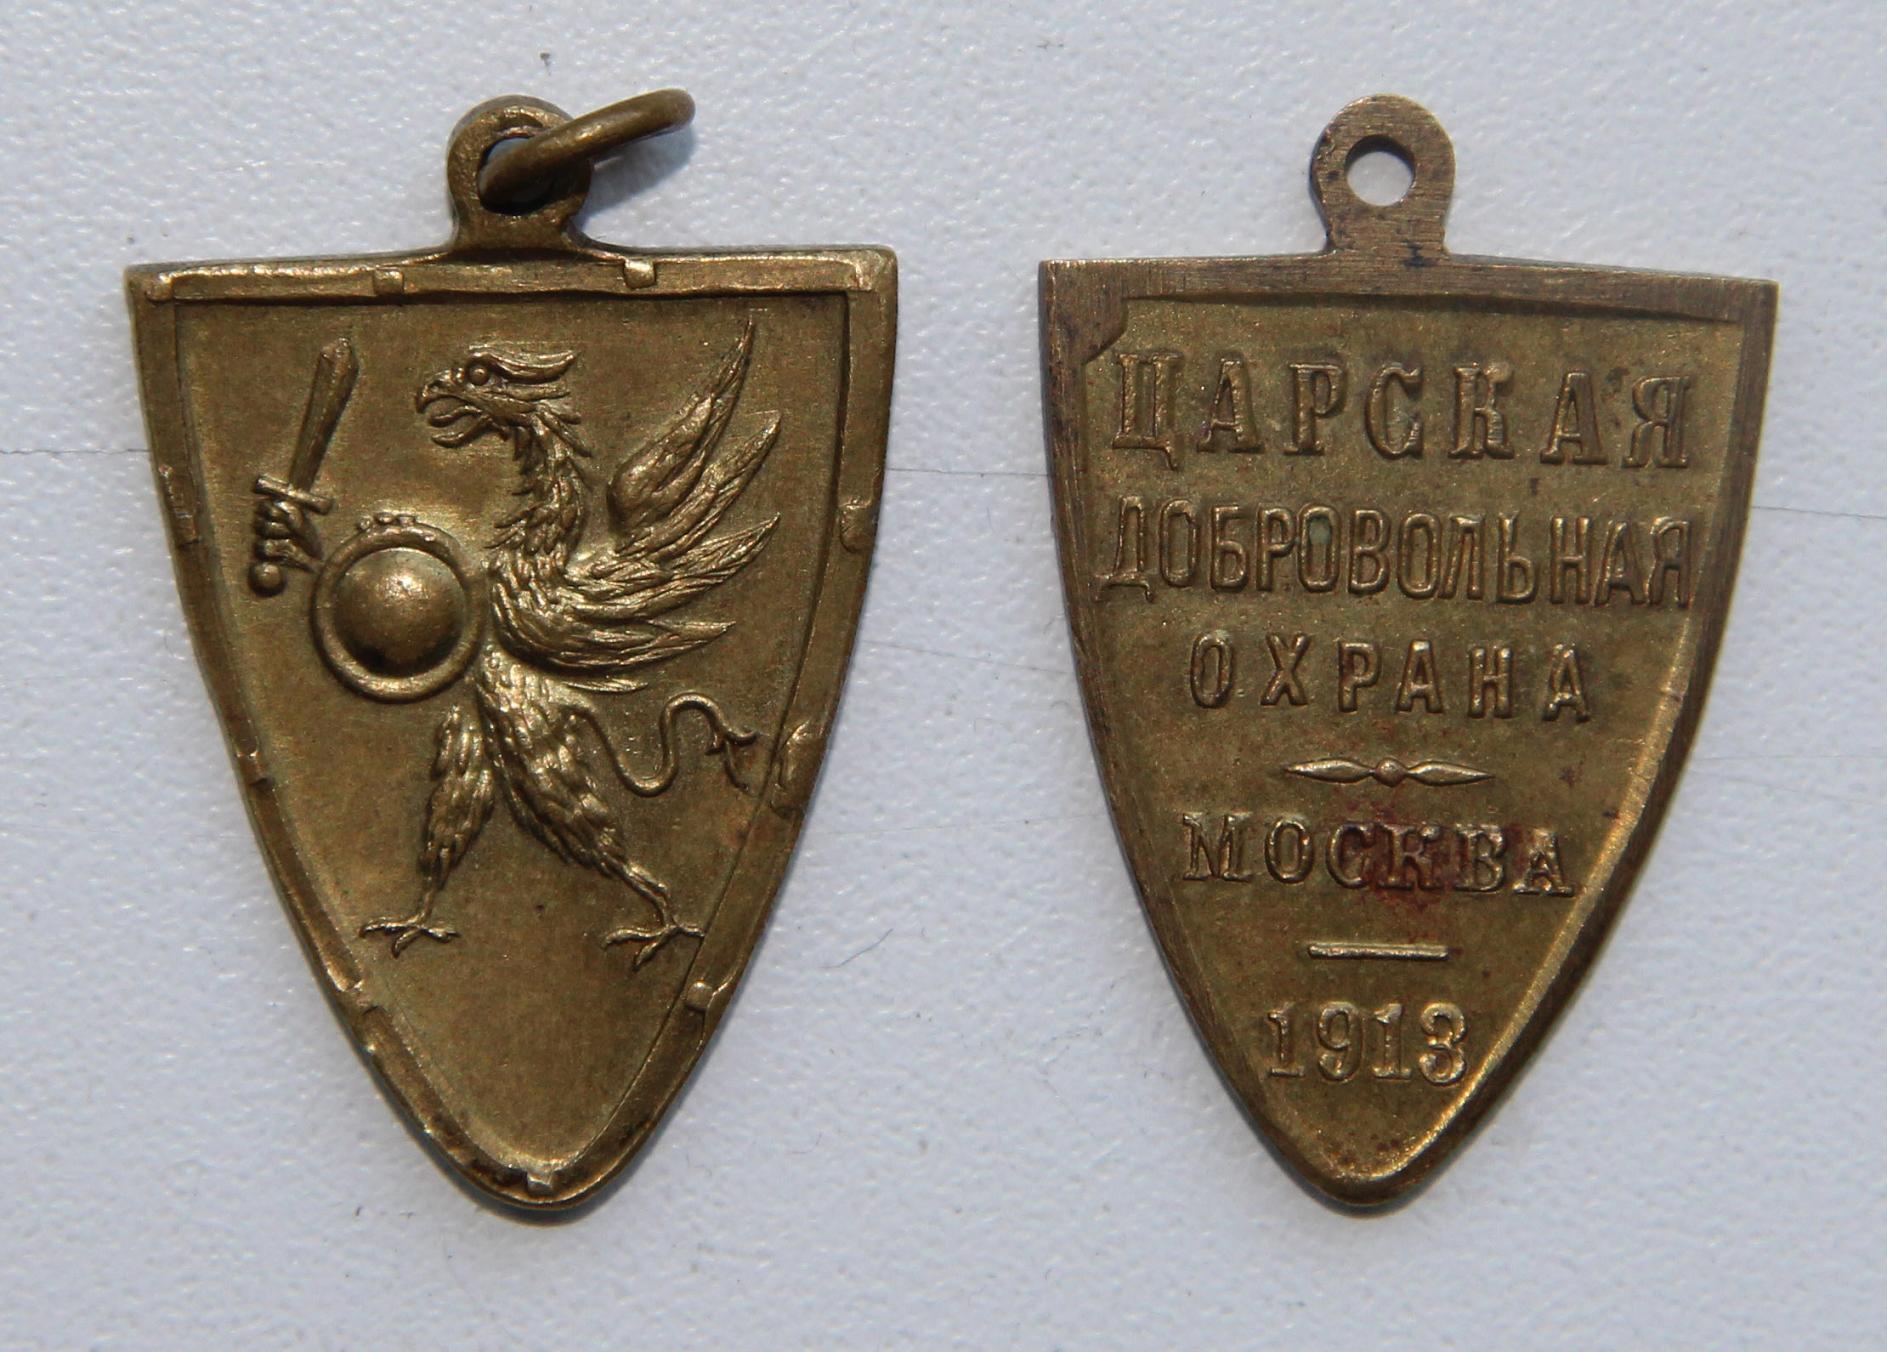 ЦАРСКАЯ
ДОБРОВОЛЬНАЯ
ОХРАНА
МОСКВА
1913